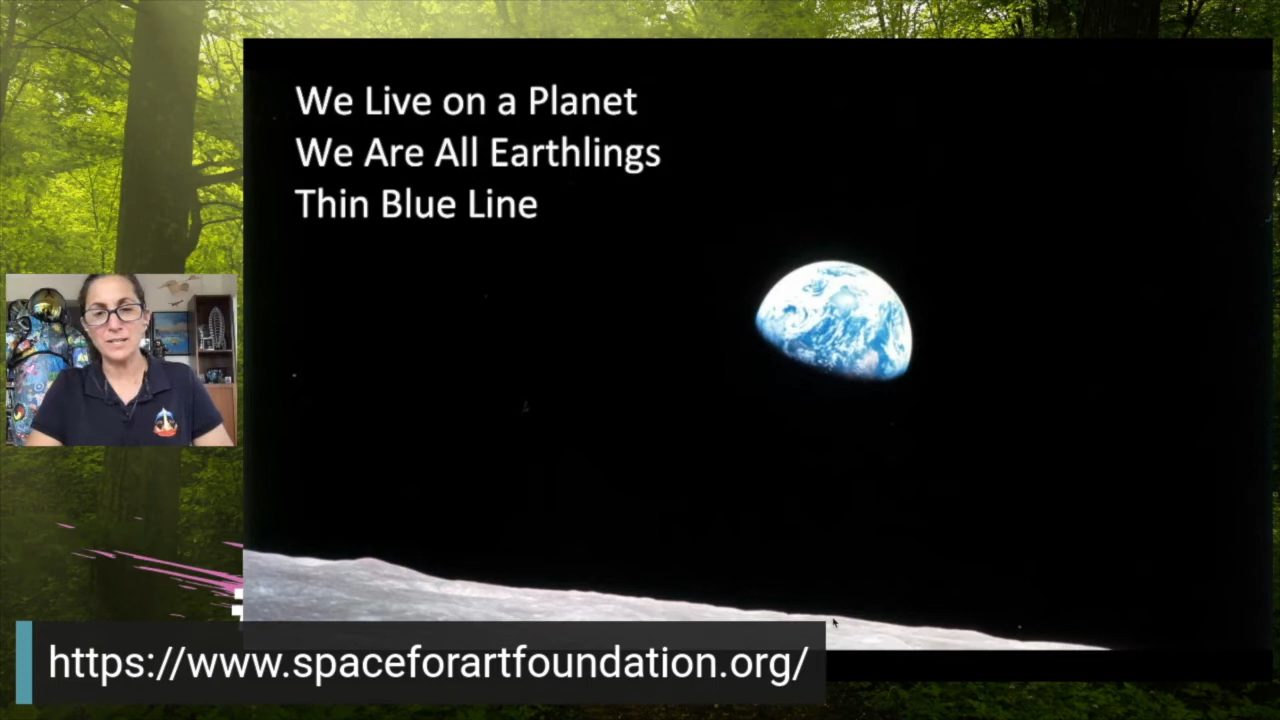 We Live on a Planet
We Are All Earthlings
Thin Blue Line
https://www.spaceforartfoundation.org/